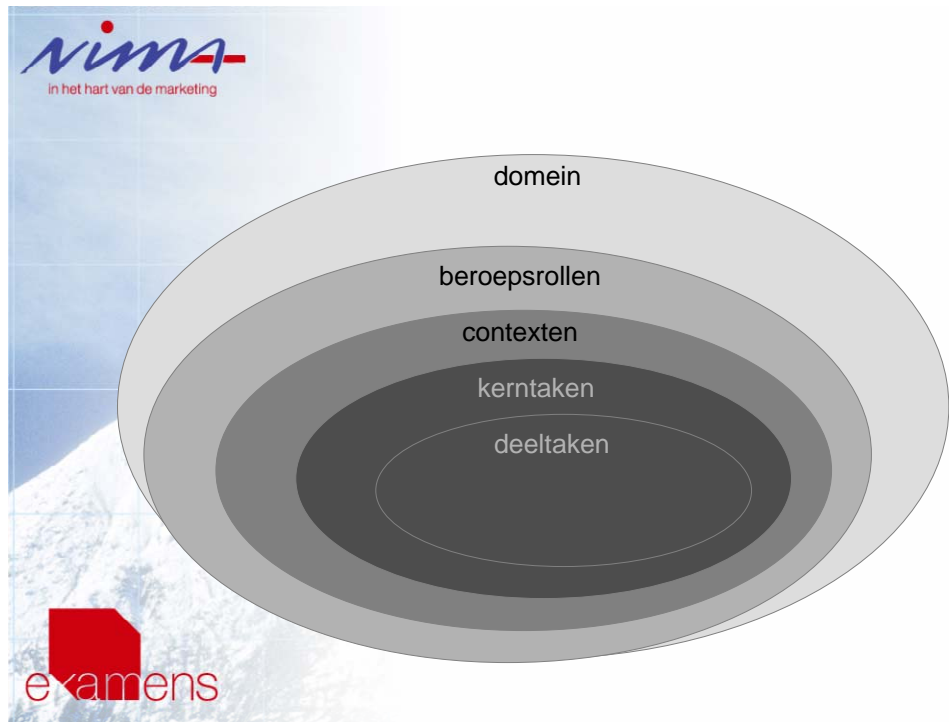 NIMA
in het hart van de marketing
domein
beroepsrollen
contexten
kerntaken
deeltaken
examens